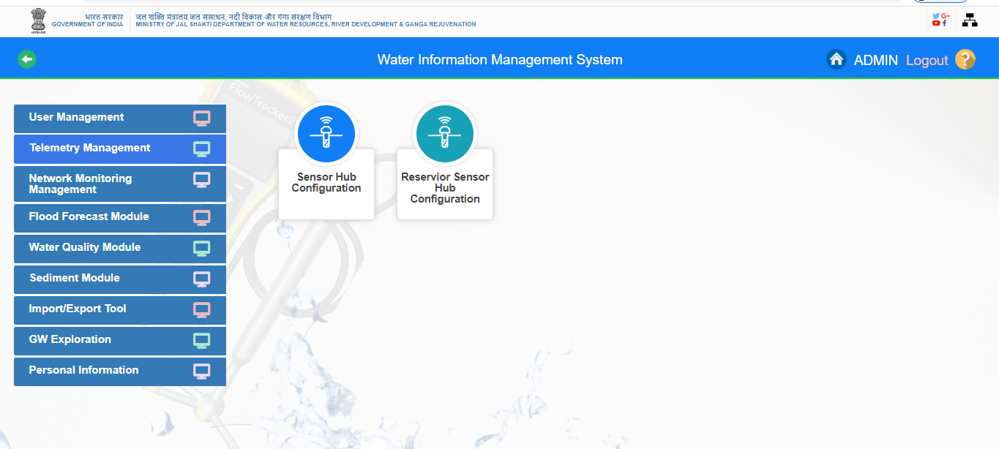 भारत सरकार
GOVERNMENT OF INDIA
जल शक्ति मंत्रालय जल संसाधन, नदी विकास और गंगा संरक्षण विभाग
MINISTRY OF JAL SHAKTI DEPARTMENT OF WATER RESOURCES, RIVER DEVELOPMENT & GANGA REJUVENATION
Water Information Management System
ADMIN Logout ?
FlowTracker2
User Management
Telemetry Management
Network Monitoring
Management
Flood Forecast Module
Water Quality Module
Sediment Module
Import/Export Tool
GW Exploration
Personal Information
Sensor Hub
Configuration
Reservior Sensor
Hub
Configuration